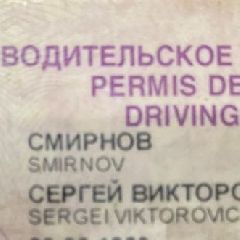 ВОДИТЕЛЬСКОЕ
PERMIS DE
DRIVING
СМИРНОВ
SMIRNOV
СЕРГЕЙ ВИКТОРО
SERGEI VIKTOROVIC